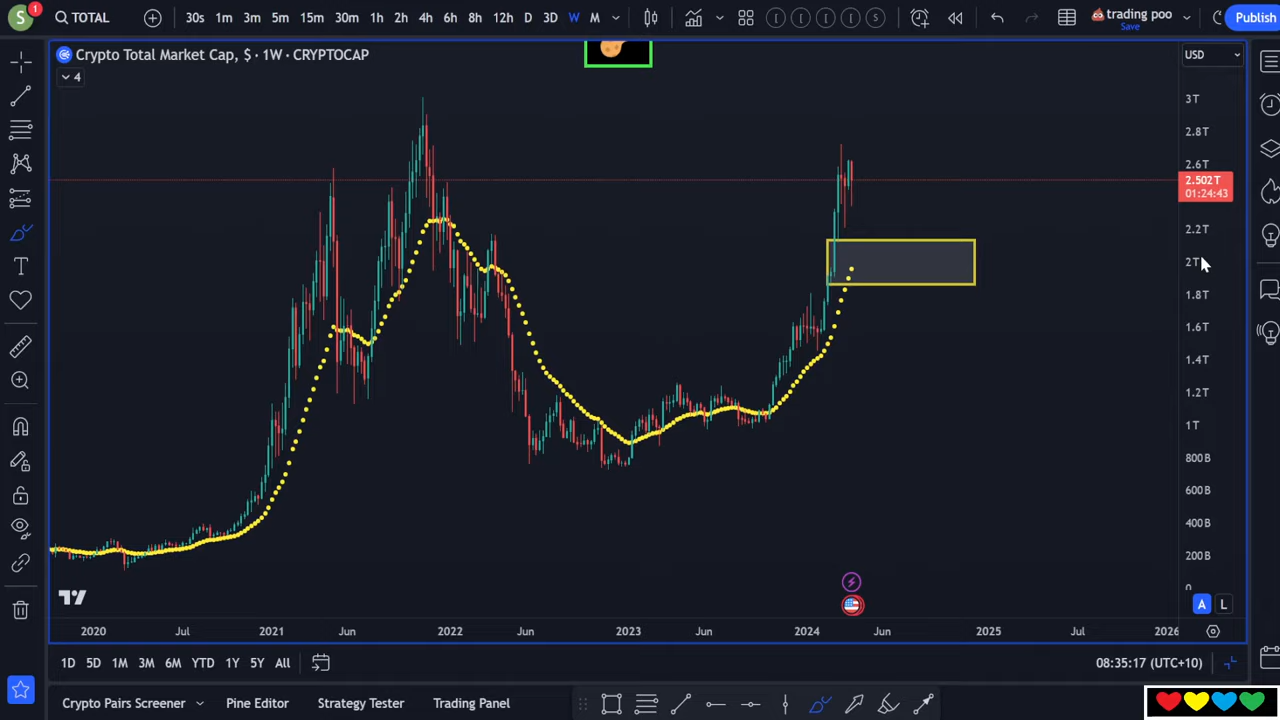 S
TOTAL
30s 1m 3m 5m 15m 30m 1h 2h 4h 6h 8h 12h D 3D W M
trading poo
Save
Publish
Crypto Total Market Cap, $ · 1W · CRYPTOCAP
4
USD
3T
2.8T
2.6T
2.502T
01:24:43
2.2T
2T
1.8T
1.6T
1.4T
1.2T
1T
800B
600B
400B
200B
0
A L
2020 Jul 2021 Jun 2022 Jun 2023 Jun 2024 Jun 2025 Jul 2026
1D 5D 1M 3M 6M YTD 1Y 5Y All
08:35:17 (UTC+10)
Crypto Pairs Screener Pine Editor Strategy Tester Trading Panel